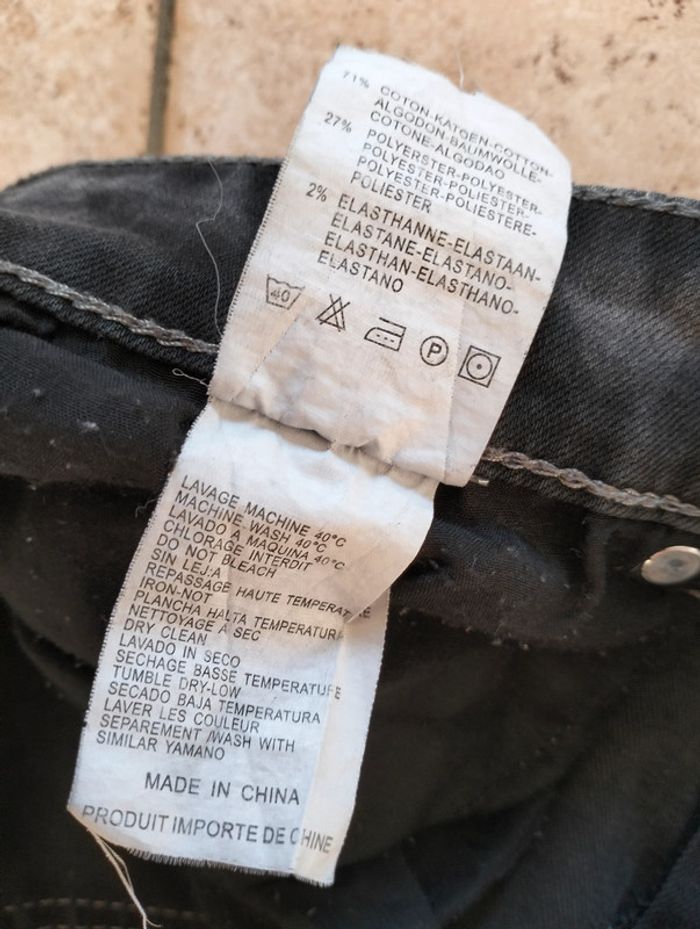 71% COTON-KATOEN-COTTON-
ALGODON-BAUMWOLLE-
COTONE-ALGODAO
27% POLYERSTER-POLYESTER-
POLYESTER-POLIESTER-
POLYESTER-POLIESTERE-
POLIESTER
2% ELASTHANNE-ELASTAAN-
ELASTANE-ELASTANO-
ELASTHAN-ELASTHANO-
ELASTANO
40
P
LAVAGE MACHINE 40°C
MACHINE WASH 40°C
LAVADO A MAQUINA 40°C
CHLORAGE INTERDIT
DO NOT BLEACH
SIN LEJ:A
REPASSAGE HAUTE TEMPERATURE
IRON-NOT
PLANCHA HALTA TEMPERATURA
NETTOYAGE A SEC
DRY CLEAN
LAVADO IN SECO
SECHAGE BASSE TEMPERATURE
TUMBLE DRY-LOW
SECADO BAJA TEMPERATURA
LAVER LES COULEUR
SEPAREMENT /WASH WITH
SIMILAR YAMANO
MADE IN CHINA
PRODUIT IMPORTE DE CHINE